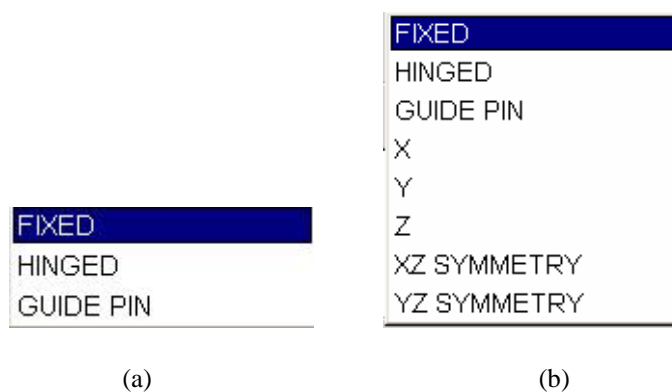 FIXED
HINGED
GUIDE PIN
(a)
FIXED
HINGED
GUIDE PIN
X
Y
Z
XZ SYMMETRY
YZ SYMMETRY
(b)